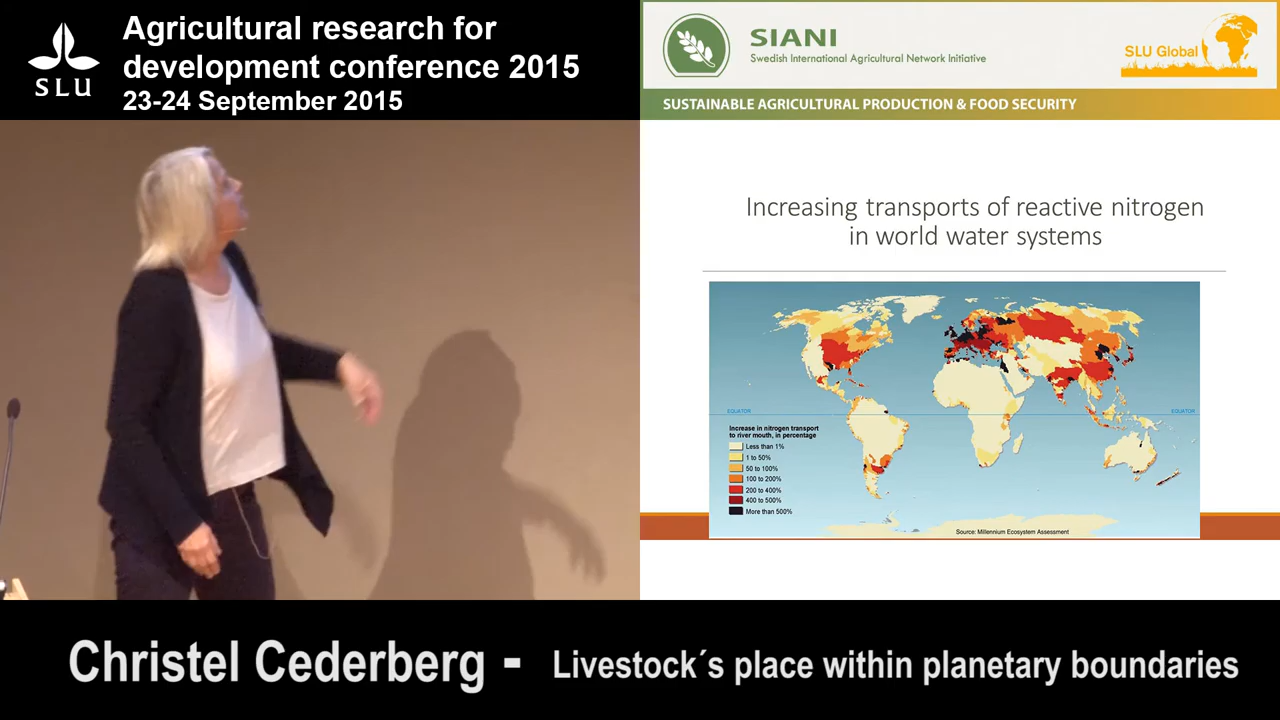 SLU
Agricultural research for
development conference 2015
23-24 September 2015
SIANI
Swedish International Agricultural Network Initiative
SLU Global
SUSTAINABLE AGRICULTURAL PRODUCTION & FOOD SECURITY
Increasing transports of reactive nitrogen
in world water systems
EQUATOR
EQUATOR
Increase in nitrogen transport
to river mouth, in percentage
Less than 1%
1 to 50%
50 to 100%
100 to 200%
200 to 400%
400 to 500%
More than 500%
Source: Millennium Ecosystem Assessment
Christel Cederberg - Livestock´s place within planetary boundaries